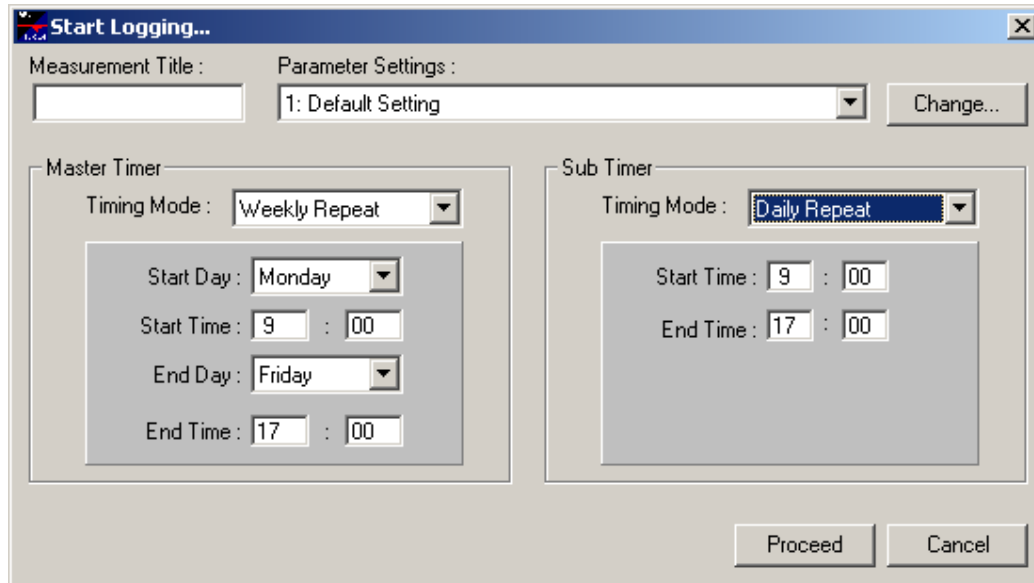 Start Logging...
Measurement Title :
Parameter Settings :
1: Default Setting
Change...
Master Timer
Timing Mode : Weekly Repeat
Start Day : Monday
Start Time : 9 : 00
End Day : Friday
End Time : 17 : 00
Sub Timer
Timing Mode : Daily Repeat
Start Time : 9 : 00
End Time : 17 : 00
Proceed
Cancel